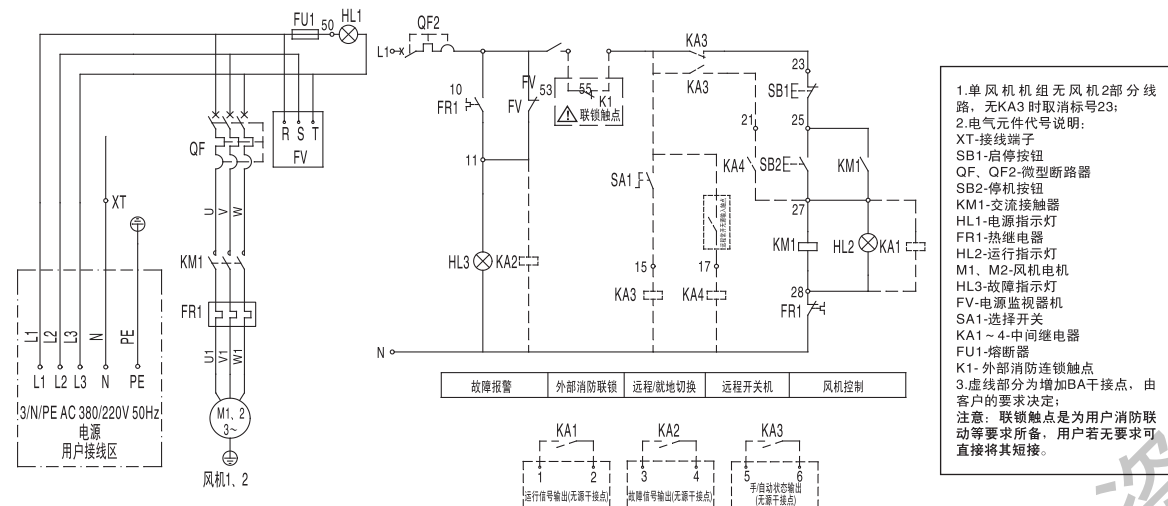 FU1
50
HL1
QF
R S T
FV
XT
U
V
W
KM1
FR1
U1
V1
W1
L1
L2
L3
N
PE
L1 L2 L3 N PE
3/N/PE AC 380/220V 50Hz
电源
用户接线区
M1、2
3~
风机1、2
QF2
L1
10
FR1
FV
FV
53
55
K1
联锁触点
11
HL3
KA2
N
KA3
KA3
SA1
21
KA4
15
17
KA3
KA4
23
SB1
25
SB2
KM1
27
KM1
HL2
KA1
28
FR1
故障报警
外部消防联锁
远程/就地切换
远程开关机
风机控制
KA1
1 2
运行信号输出(无源干接点)
KA2
3 4
故障信号输出(无源干接点)
KA3
5 6
手/自动状态输出
(无源干接点)
1.单风机机组无风机2部分线
路，无KA3 时取消标号23;
2.电气元件代号说明:
XT-接线端子
SB1-启停按钮
QF、QF2-微型断路器
SB2-停机按钮
KM1-交流接触器
HL1-电源指示灯
FR1-热继电器
HL2-运行指示灯
M1、M2-风机电机
HL3-故障指示灯
FV-电源监视器机
SA1-选择开关
KA1～4-中间继电器
FU1-熔断器
K1- 外部消防连锁触点
3.虚线部分为增加BA干接点，由
客户的要求决定;
注意：联锁触点是为用户消防联
动等要求所备，用户若无要求可
直接将其短接。